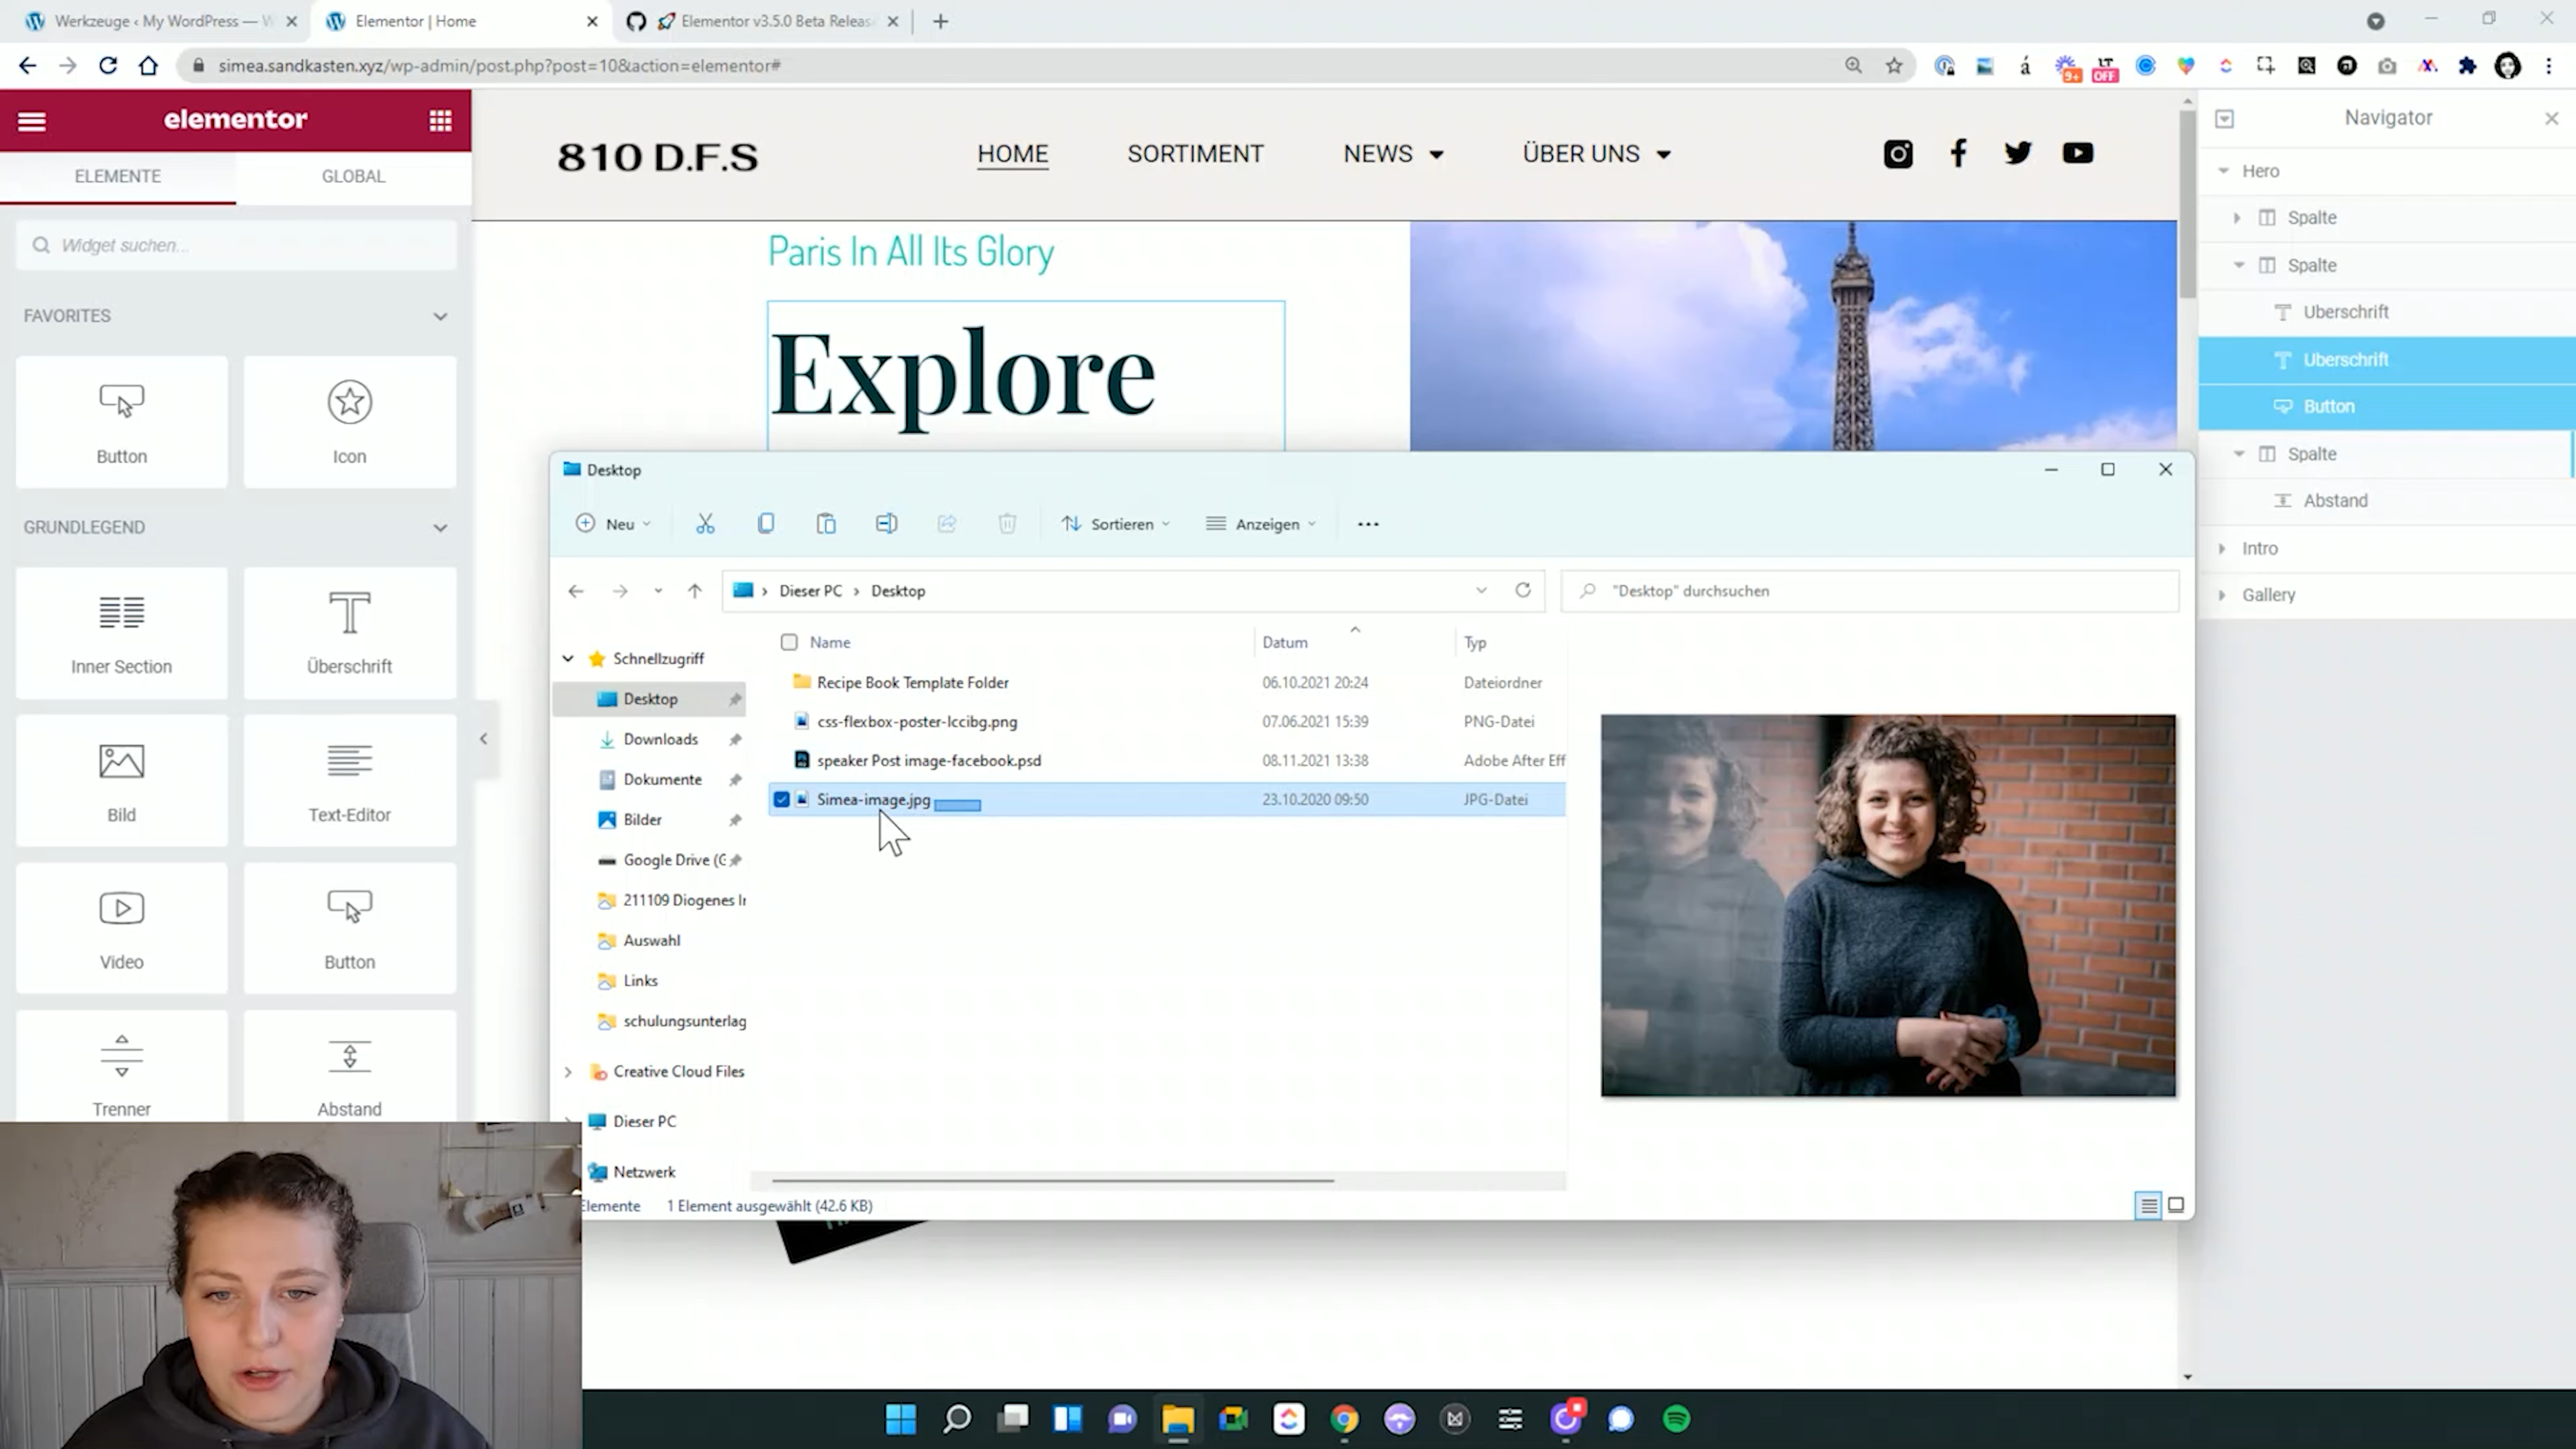 Werkzeuge ‹ My WordPress — W
Elementor | Home
Elementor v3.5.0 Beta Releas
simea.sandkasten.xyz/wp-admin/post.php?post=10&action=elementor#
9+
LT
OFF
elementor
ELEMENTE
GLOBAL
Widget suchen...
FAVORITES
Button
Icon
GRUNDLEGEND
Inner Section
Überschrift
Bild
Text-Editor
Video
Button
Trenner
Abstand
810 D.F.S
HOME
SORTIMENT
NEWS
ÜBER UNS
Paris In All Its Glory
Explore
Navigator
Hero
Spalte
Spalte
Uberschrift
Uberschrift
Button
Spalte
Abstand
Intro
Gallery
Desktop
Neu
Sortieren
Anzeigen
Dieser PC
Desktop
"Desktop" durchsuchen
Name
Datum
Typ
Schnellzugriff
Desktop
Downloads
Dokumente
Bilder
Google Drive (G
211109 Diogenes Ir
Auswahl
Links
schulungsunterlag
Creative Cloud Files
Dieser PC
Netzwerk
Recipe Book Template Folder
06.10.2021 20:24
Dateiordner
css-flexbox-poster-lccibg.png
07.06.2021 15:39
PNG-Datei
speaker Post image-facebook.psd
08.11.2021 13:38
Adobe After Eff
Simea-image.jpg
23.10.2020 09:50
JPG-Datei
Elemente
1 Element ausgewählt (42.6 KB)